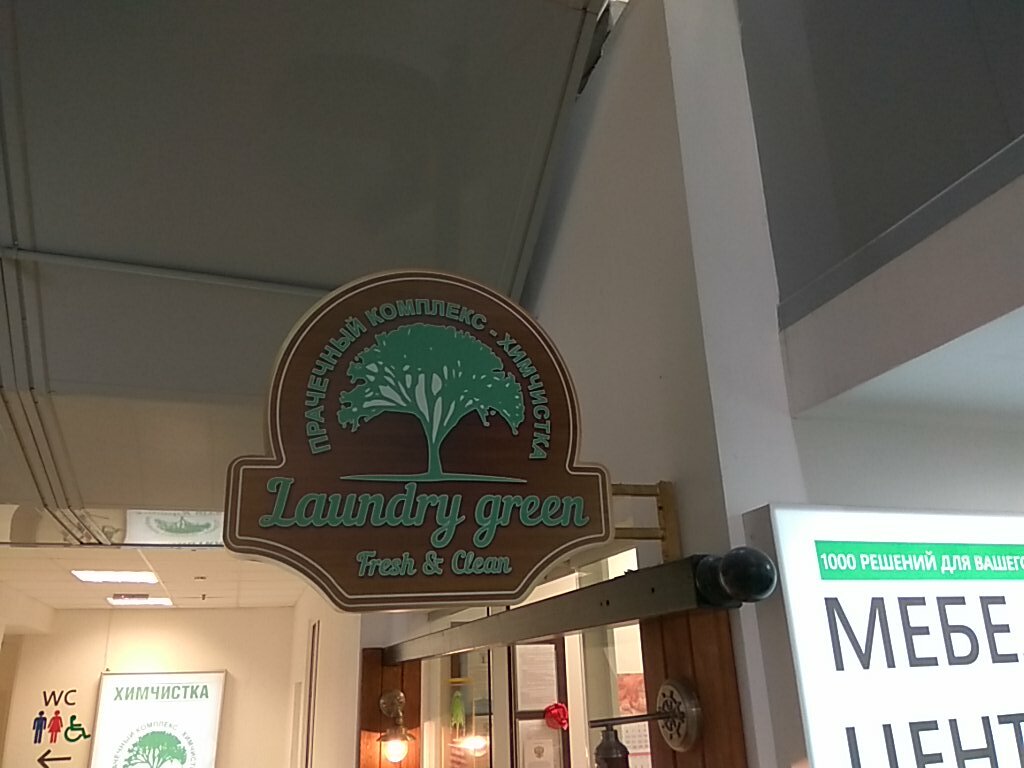 ПРАЧЕЧНЫЙ КОМПЛЕКС - ХИМЧИСТКА
Laundry green
Fresh & Clean
1000 РЕШЕНИЙ ДЛЯ ВАШЕГО
МЕБЕ
ЦЕНТ
WC
ХИМЧИСТКА